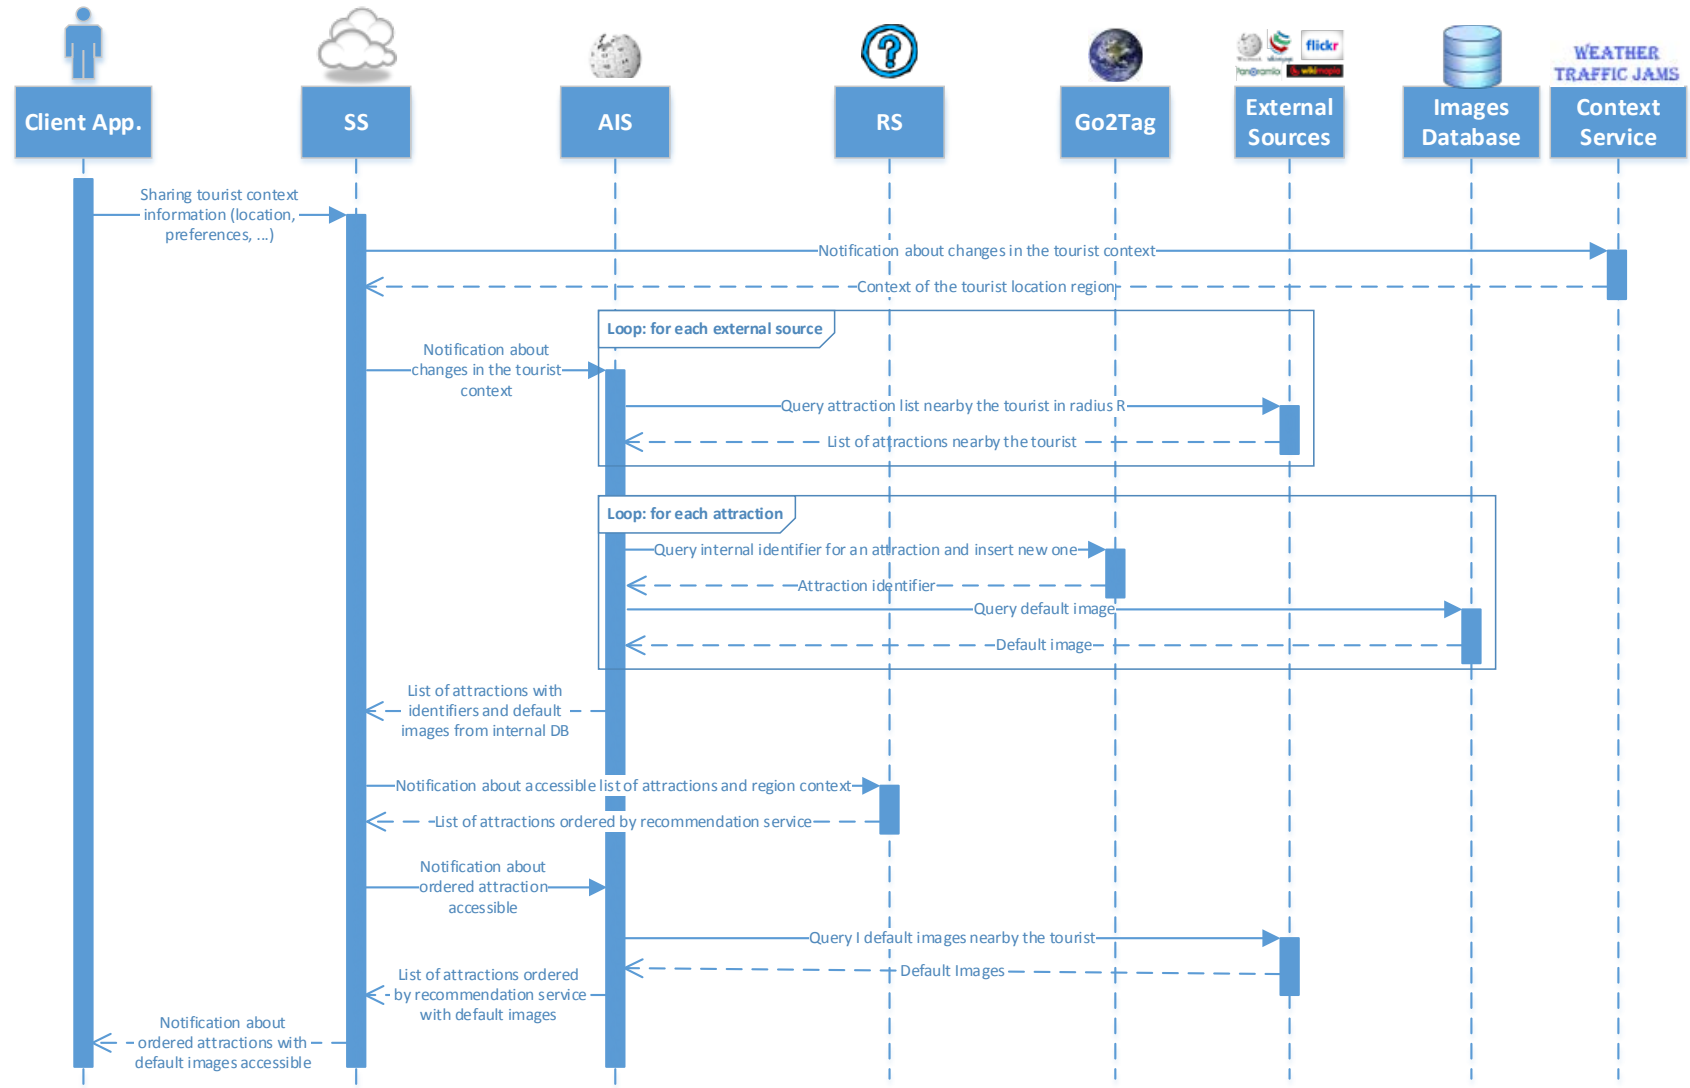 flickr
Panoramio
wikimapia
WEATHER
TRAFFIC JAMS
Client App.
SS
AIS
RS
Go2Tag
External
Sources
Images
Database
Context
Service
Sharing tourist context
information (location,
preferences, ...)
Notification about changes in the tourist context
Context of the tourist location region
Loop: for each external source
Notification about
changes in the tourist
context
Query attraction list nearby the tourist in radius R
List of attractions nearby the tourist
Loop: for each attraction
Query internal identifier for an attraction and insert new one
Attraction identifier
Query default image
Default image
List of attractions with
identifiers and default
images from internal DB
Notification about accessible list of attractions and region context
List of attractions ordered by recommendation service
Notification about
ordered attraction
accessible
Query I default images nearby the tourist
Default Images
List of attractions ordered
by recommendation service
with default images
Notification about
ordered attractions with
default images accessible